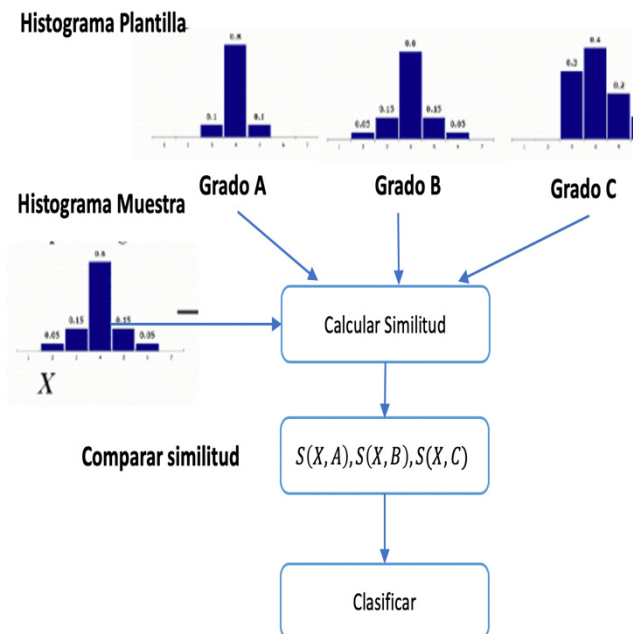 Histograma Plantilla
0.8
0.1 0.1
0.6
0.15 0.15
0.05 0.05
0.4
0.3
0.2
Grado A
Grado B
Grado C
Histograma Muestra
0.6
0.15 0.15
0.05 0.05
X
Calcular Similitud
Comparar similitud
S(X, A), S(X, B), S(X, C)
Clasificar